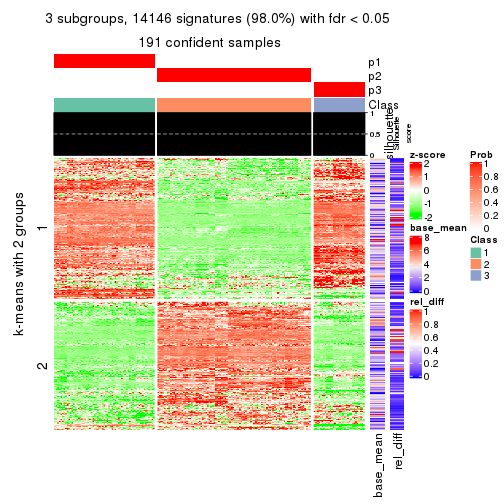 3 subgroups, 14146 signatures (98.0%) with fdr < 0.05
191 confident samples
p1
p2
p3
Class
1
0.5
0
silhouette
Silhouette
score
k-means with 2 groups
1
2
base_mean
rel_diff
z-score
2
1
0
-1
-2
base_mean
8
6
4
2
0
rel_diff
1
0.8
0.6
0.4
0.2
0
Prob
1
0.8
0.6
0.4
0.2
0
Class
1
2
3